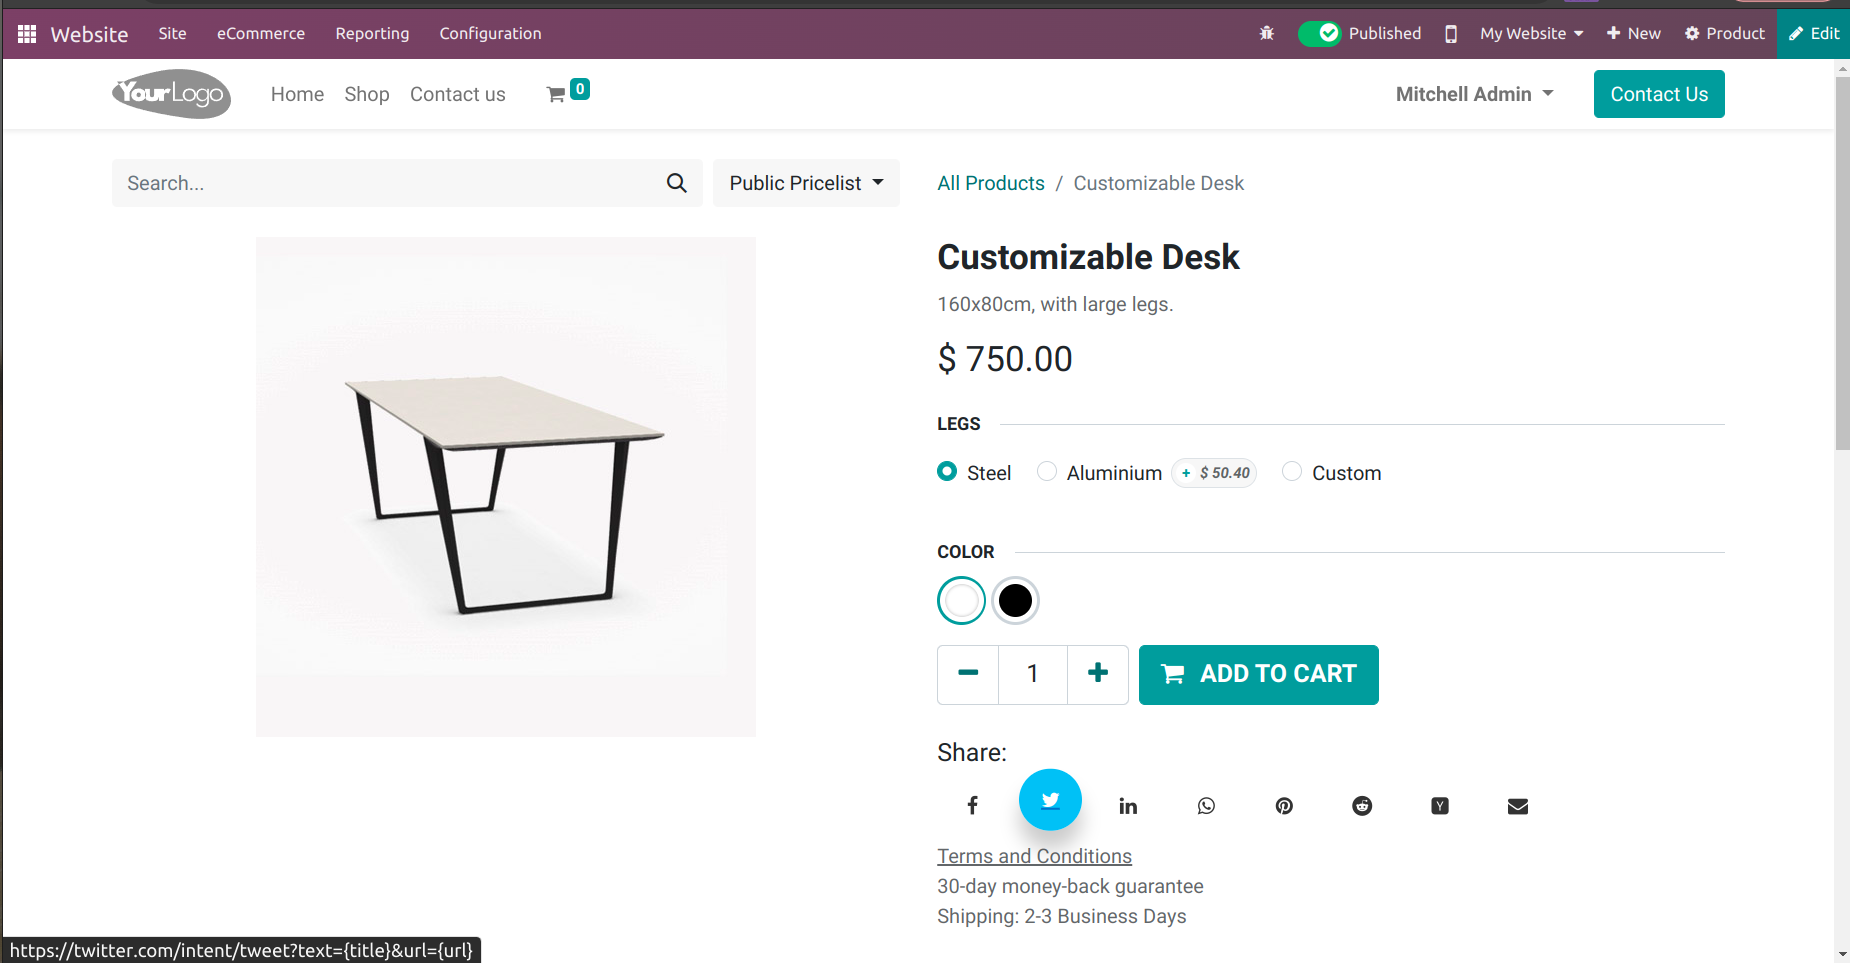 Website Site eCommerce Reporting Configuration Published My Website New Product Edit
YourLogo Home Shop Contact us 0 Mitchell Admin Contact Us
Search... Public Pricelist All Products / Customizable Desk
Customizable Desk
160x80cm, with large legs.
$ 750.00
LEGS
Steel Aluminium + $ 50.40 Custom
COLOR
1 ADD TO CART
Share:
Terms and Conditions
30-day money-back guarantee
Shipping: 2-3 Business Days
https://twitter.com/intent/tweet?text={title}&url={url}